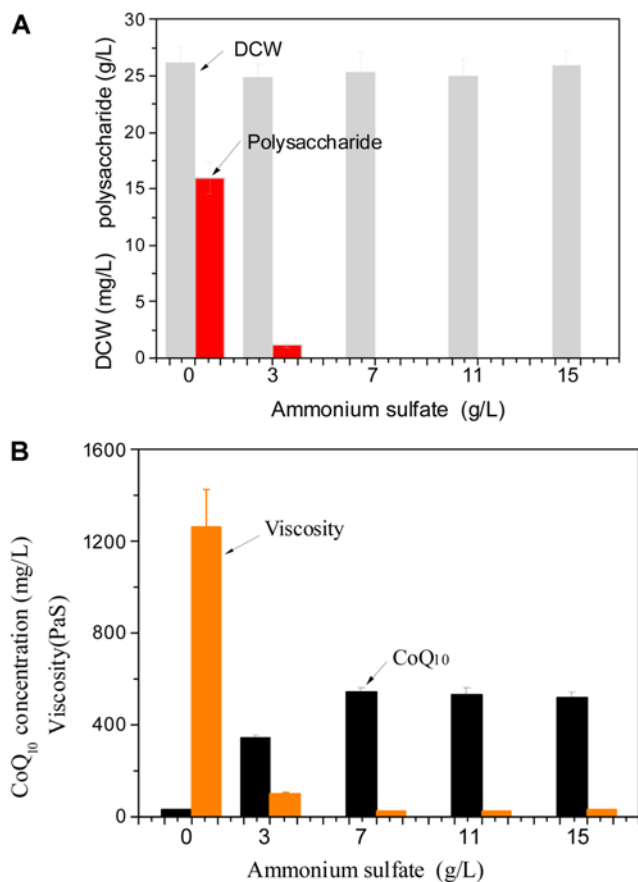 A
30
25
20
15
10
5
0
DCW (mg/L) polysaccharide (g/L)
DCW
Polysaccharide
0 3 7 11 15
Ammonium sulfate (g/L)
B
1600
1200
800
400
0
CoQ₁₀ concentration (mg/L)
Viscosity(PaS)
Viscosity
CoQ₁₀
0 3 7 11 15
Ammonium sulfate (g/L)